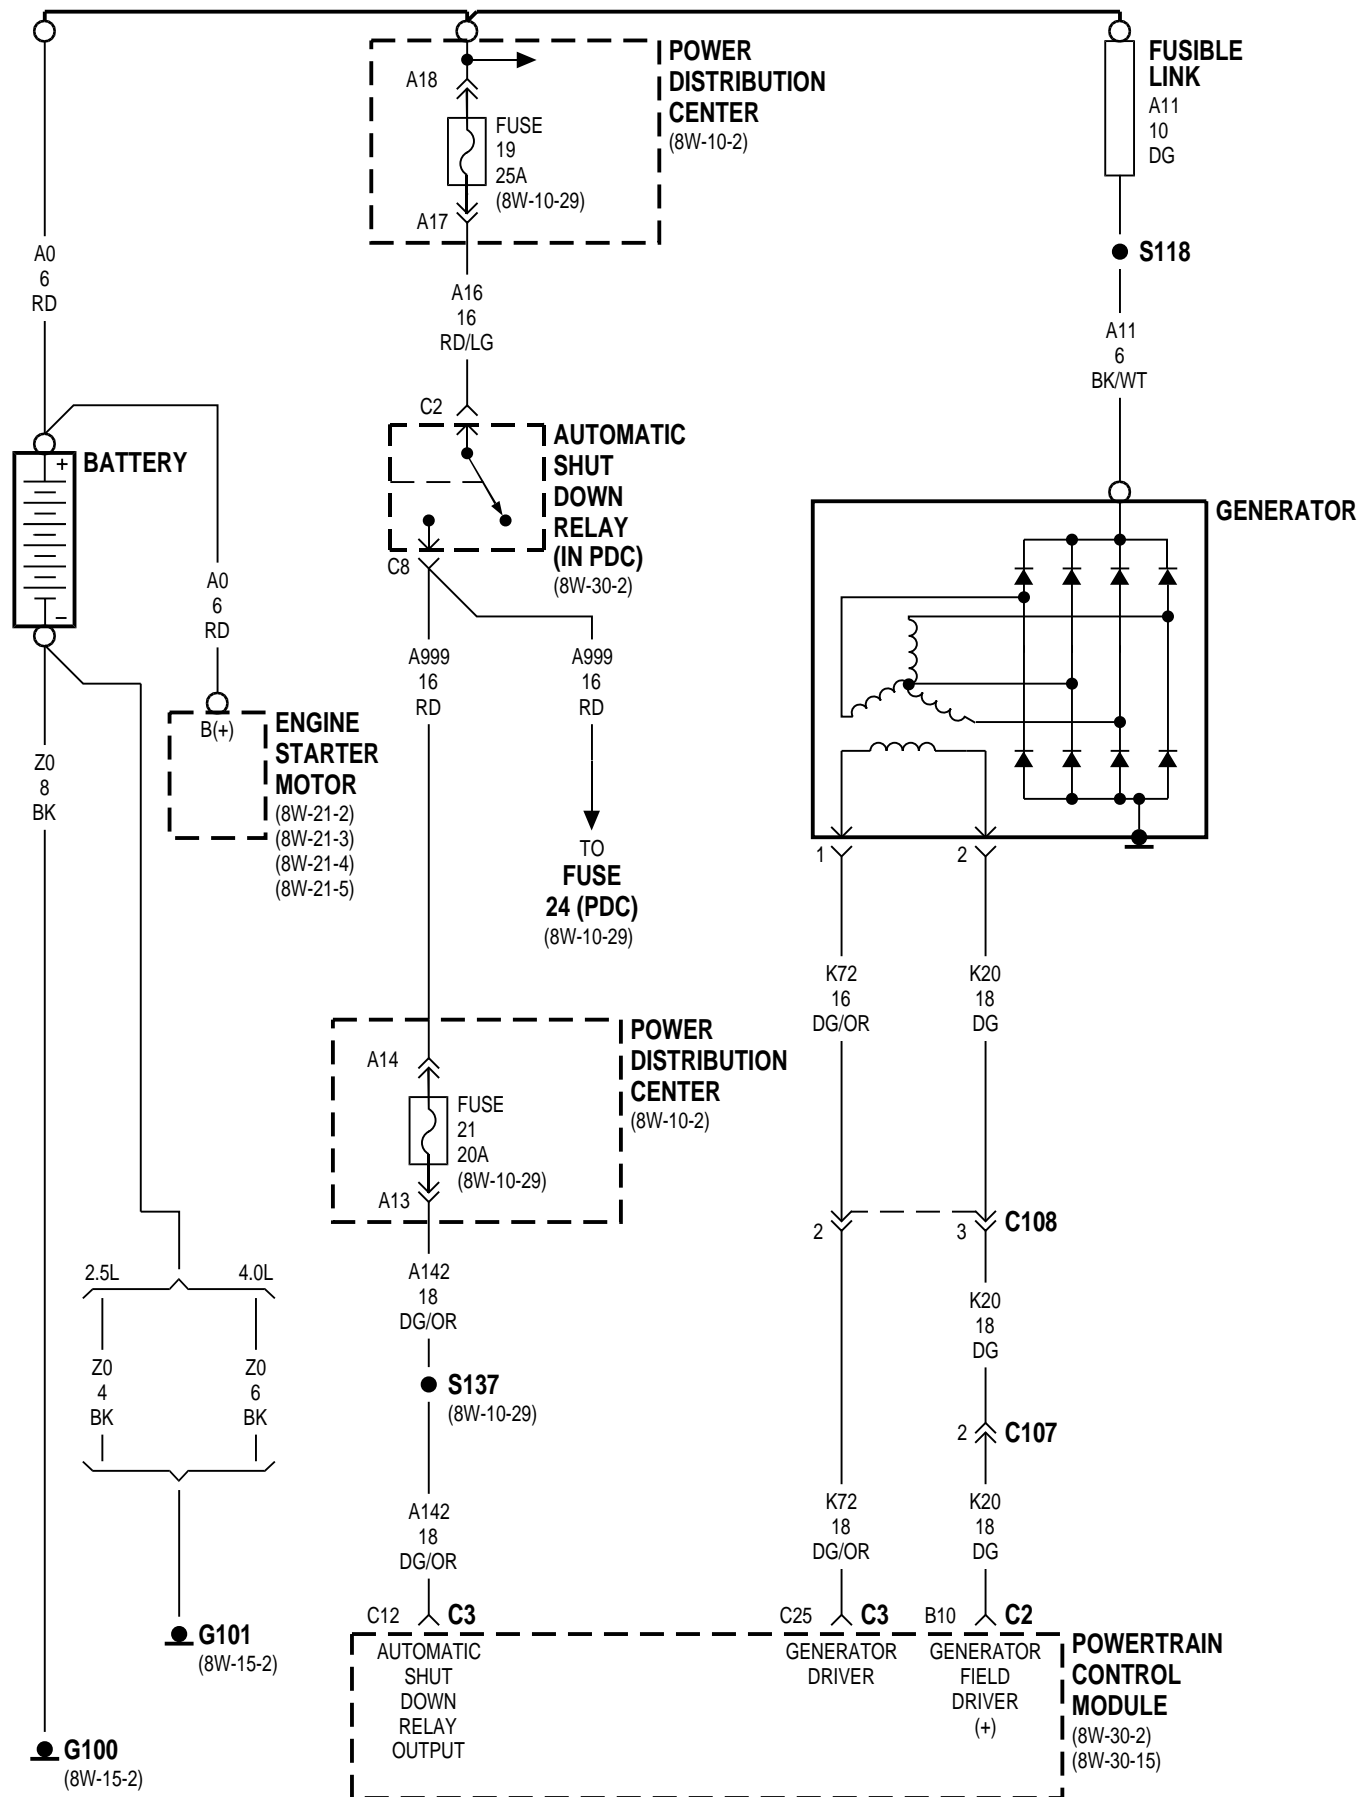 POWER
DISTRIBUTION
CENTER
(8W-10-2)
A18
FUSE
19
25A
(8W-10-29)
A17
FUSIBLE
LINK
A11
10
DG
S118
A11
6
BK/WT
A0
6
RD
A16
16
RD/LG
C2
AUTOMATIC
SHUT
DOWN
RELAY
(IN PDC)
(8W-30-2)
C8
+
BATTERY
–
GENERATOR
A0
6
RD
A999
16
RD
A999
16
RD
B(+)
ENGINE
STARTER
MOTOR
(8W-21-2)
(8W-21-3)
(8W-21-4)
(8W-21-5)
Z0
8
BK
TO
FUSE
24 (PDC)
(8W-10-29)
1
2
K72
16
DG/OR
K20
18
DG
POWER
DISTRIBUTION
CENTER
(8W-10-2)
A14
FUSE
21
20A
(8W-10-29)
A13
2
3
C108
2.5L
4.0L
A142
18
DG/OR
K20
18
DG
Z0
4
BK
Z0
6
BK
S137
(8W-10-29)
2
C107
A142
18
DG/OR
K72
18
DG/OR
K20
18
DG
C12
C3
C25
C3
B10
C2
G101
(8W-15-2)
AUTOMATIC
SHUT
DOWN
RELAY
OUTPUT
GENERATOR
DRIVER
GENERATOR
FIELD
DRIVER
(+)
POWERTRAIN
CONTROL
MODULE
(8W-30-2)
(8W-30-15)
G100
(8W-15-2)